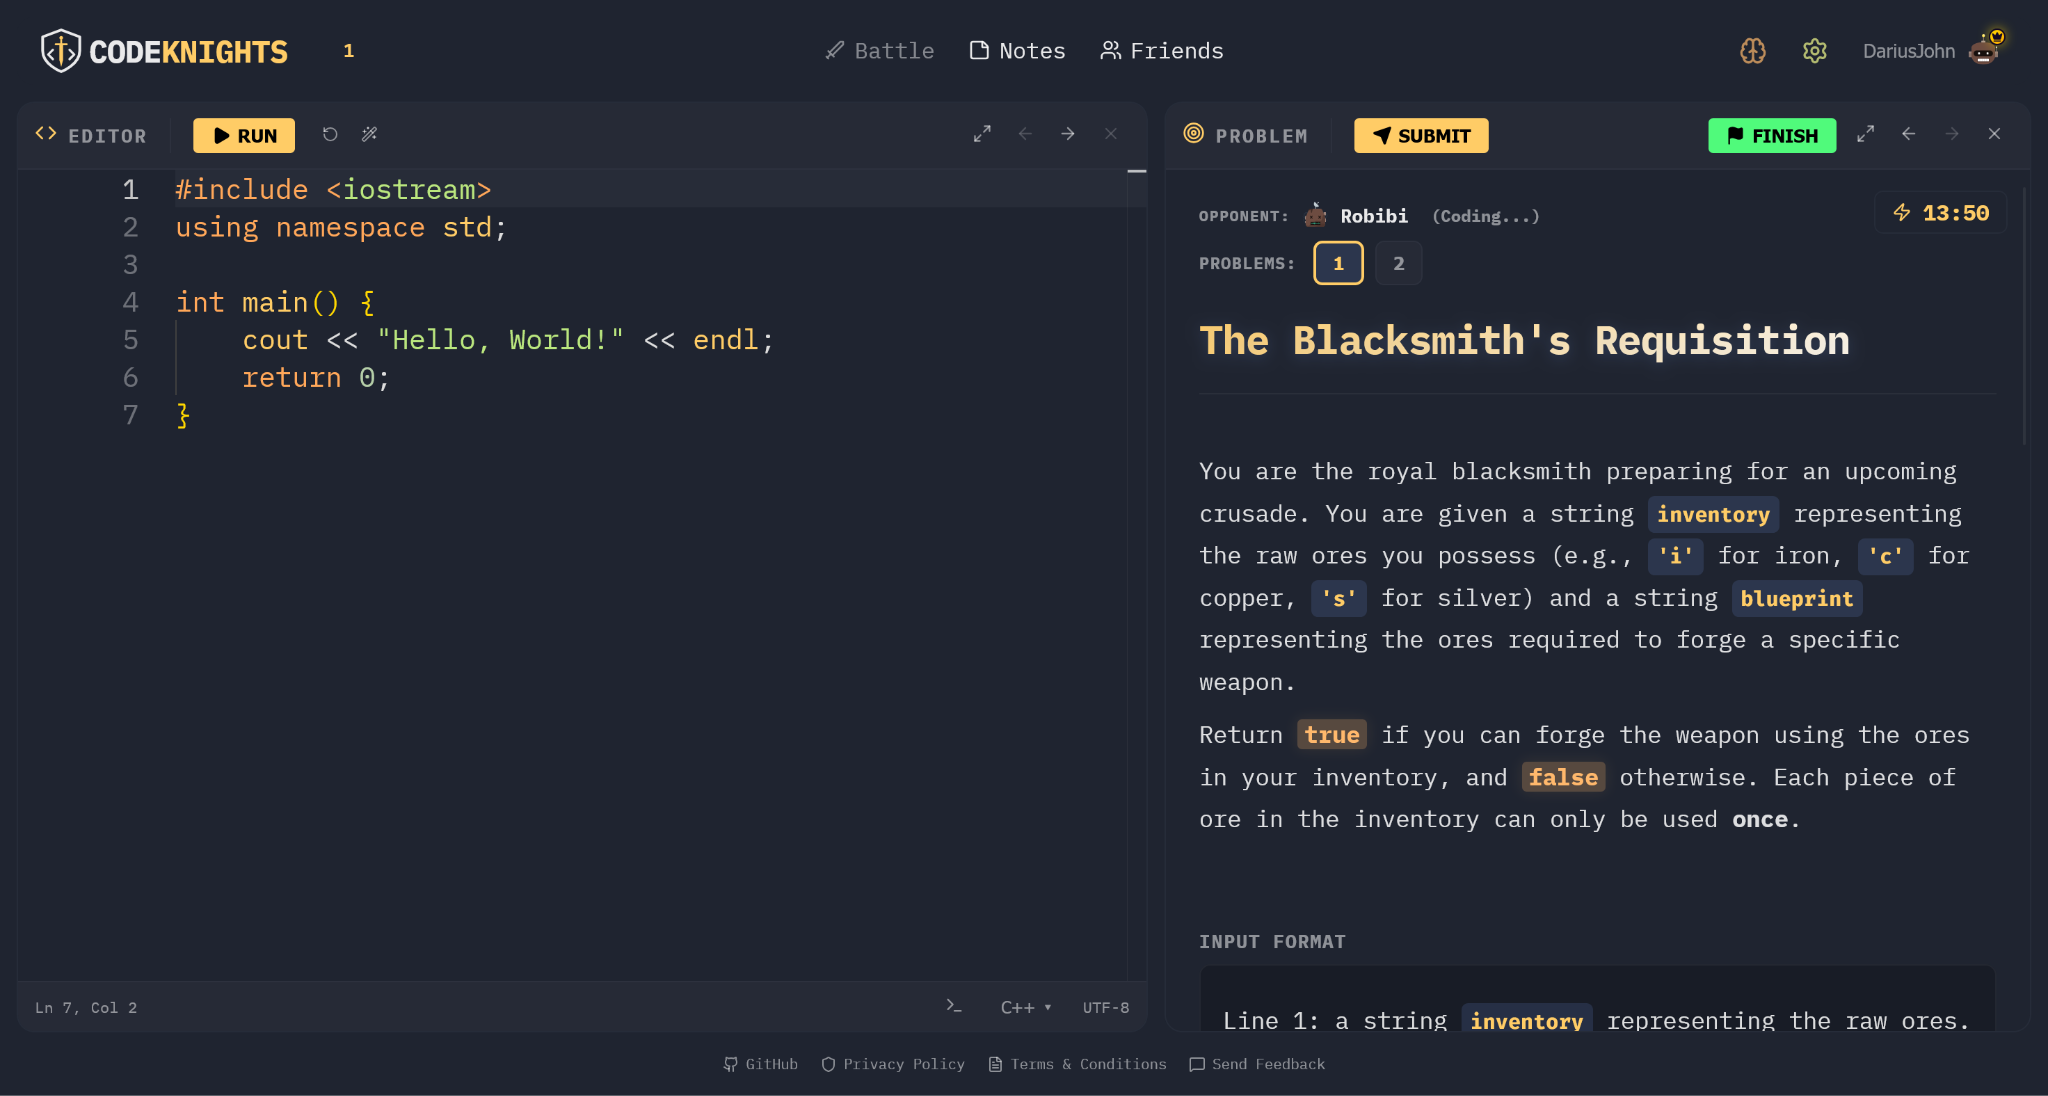 CODEKNIGHTS 1 Battle Notes Friends DariusJohn
EDITOR RUN
1 #include <iostream>
2 using namespace std;
3
4 int main() {
5 cout << "Hello, World!" << endl;
6 return 0;
7 }
Ln 7, Col 2 C++ UTF-8
PROBLEM SUBMIT FINISH
OPPONENT: Robibi (Coding...) 13:50
PROBLEMS: 1 2
The Blacksmith's Requisition
You are the royal blacksmith preparing for an upcoming
crusade. You are given a string inventory representing
the raw ores you possess (e.g., 'i' for iron, 'c' for
copper, 's' for silver) and a string blueprint
representing the ores required to forge a specific
weapon.
Return true if you can forge the weapon using the ores
in your inventory, and false otherwise. Each piece of
ore in the inventory can only be used once.
INPUT FORMAT
Line 1: a string inventory representing the raw ores.
GitHub Privacy Policy Terms & Conditions Send Feedback